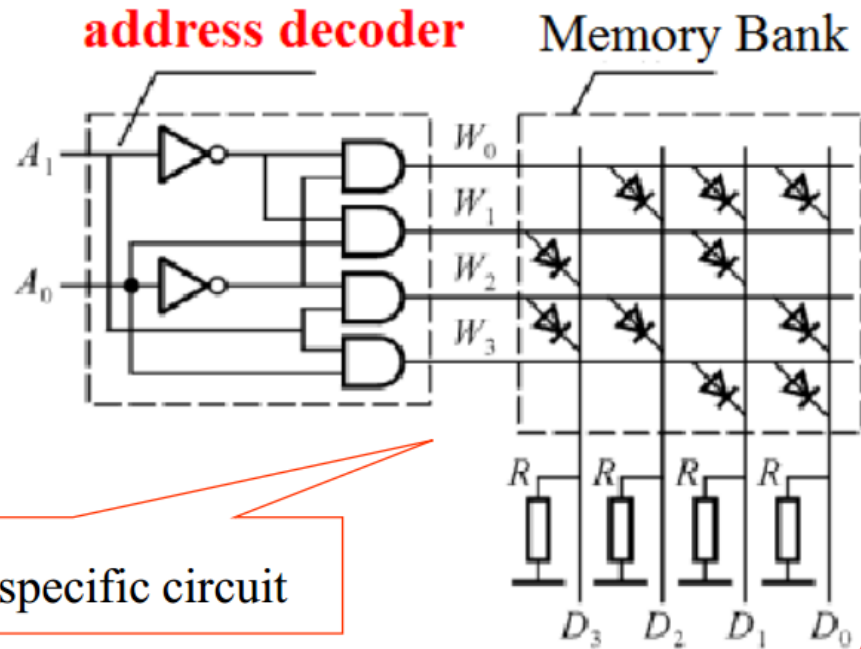 address decoder
Memory Bank
A₁
A₀
W₀
W₁
W₂
W₃
R R R R
D₃ D₂ D₁ D₀
specific circuit